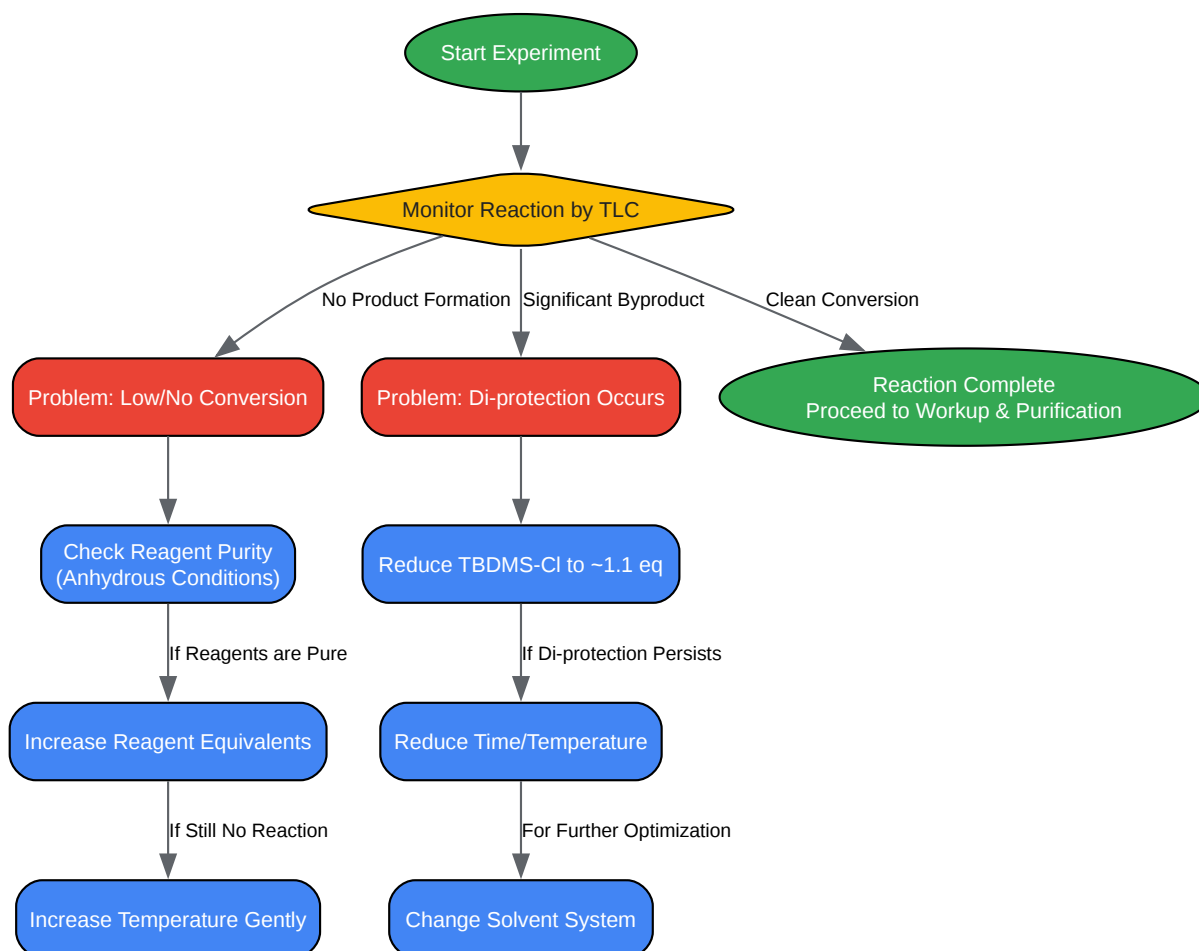 Start Experiment
Monitor Reaction by TLC
No Product Formation
Significant Byproduct
Clean Conversion
Problem: Low/No Conversion
Problem: Di-protection Occurs
Reaction Complete
Proceed to Workup & Purification
Check Reagent Purity
(Anhydrous Conditions)
Reduce TBDMS-Cl to ~1.1 eq
If Reagents are Pure
If Di-protection Persists
Increase Reagent Equivalents
Reduce Time/Temperature
If Still No Reaction
For Further Optimization
Increase Temperature Gently
Change Solvent System